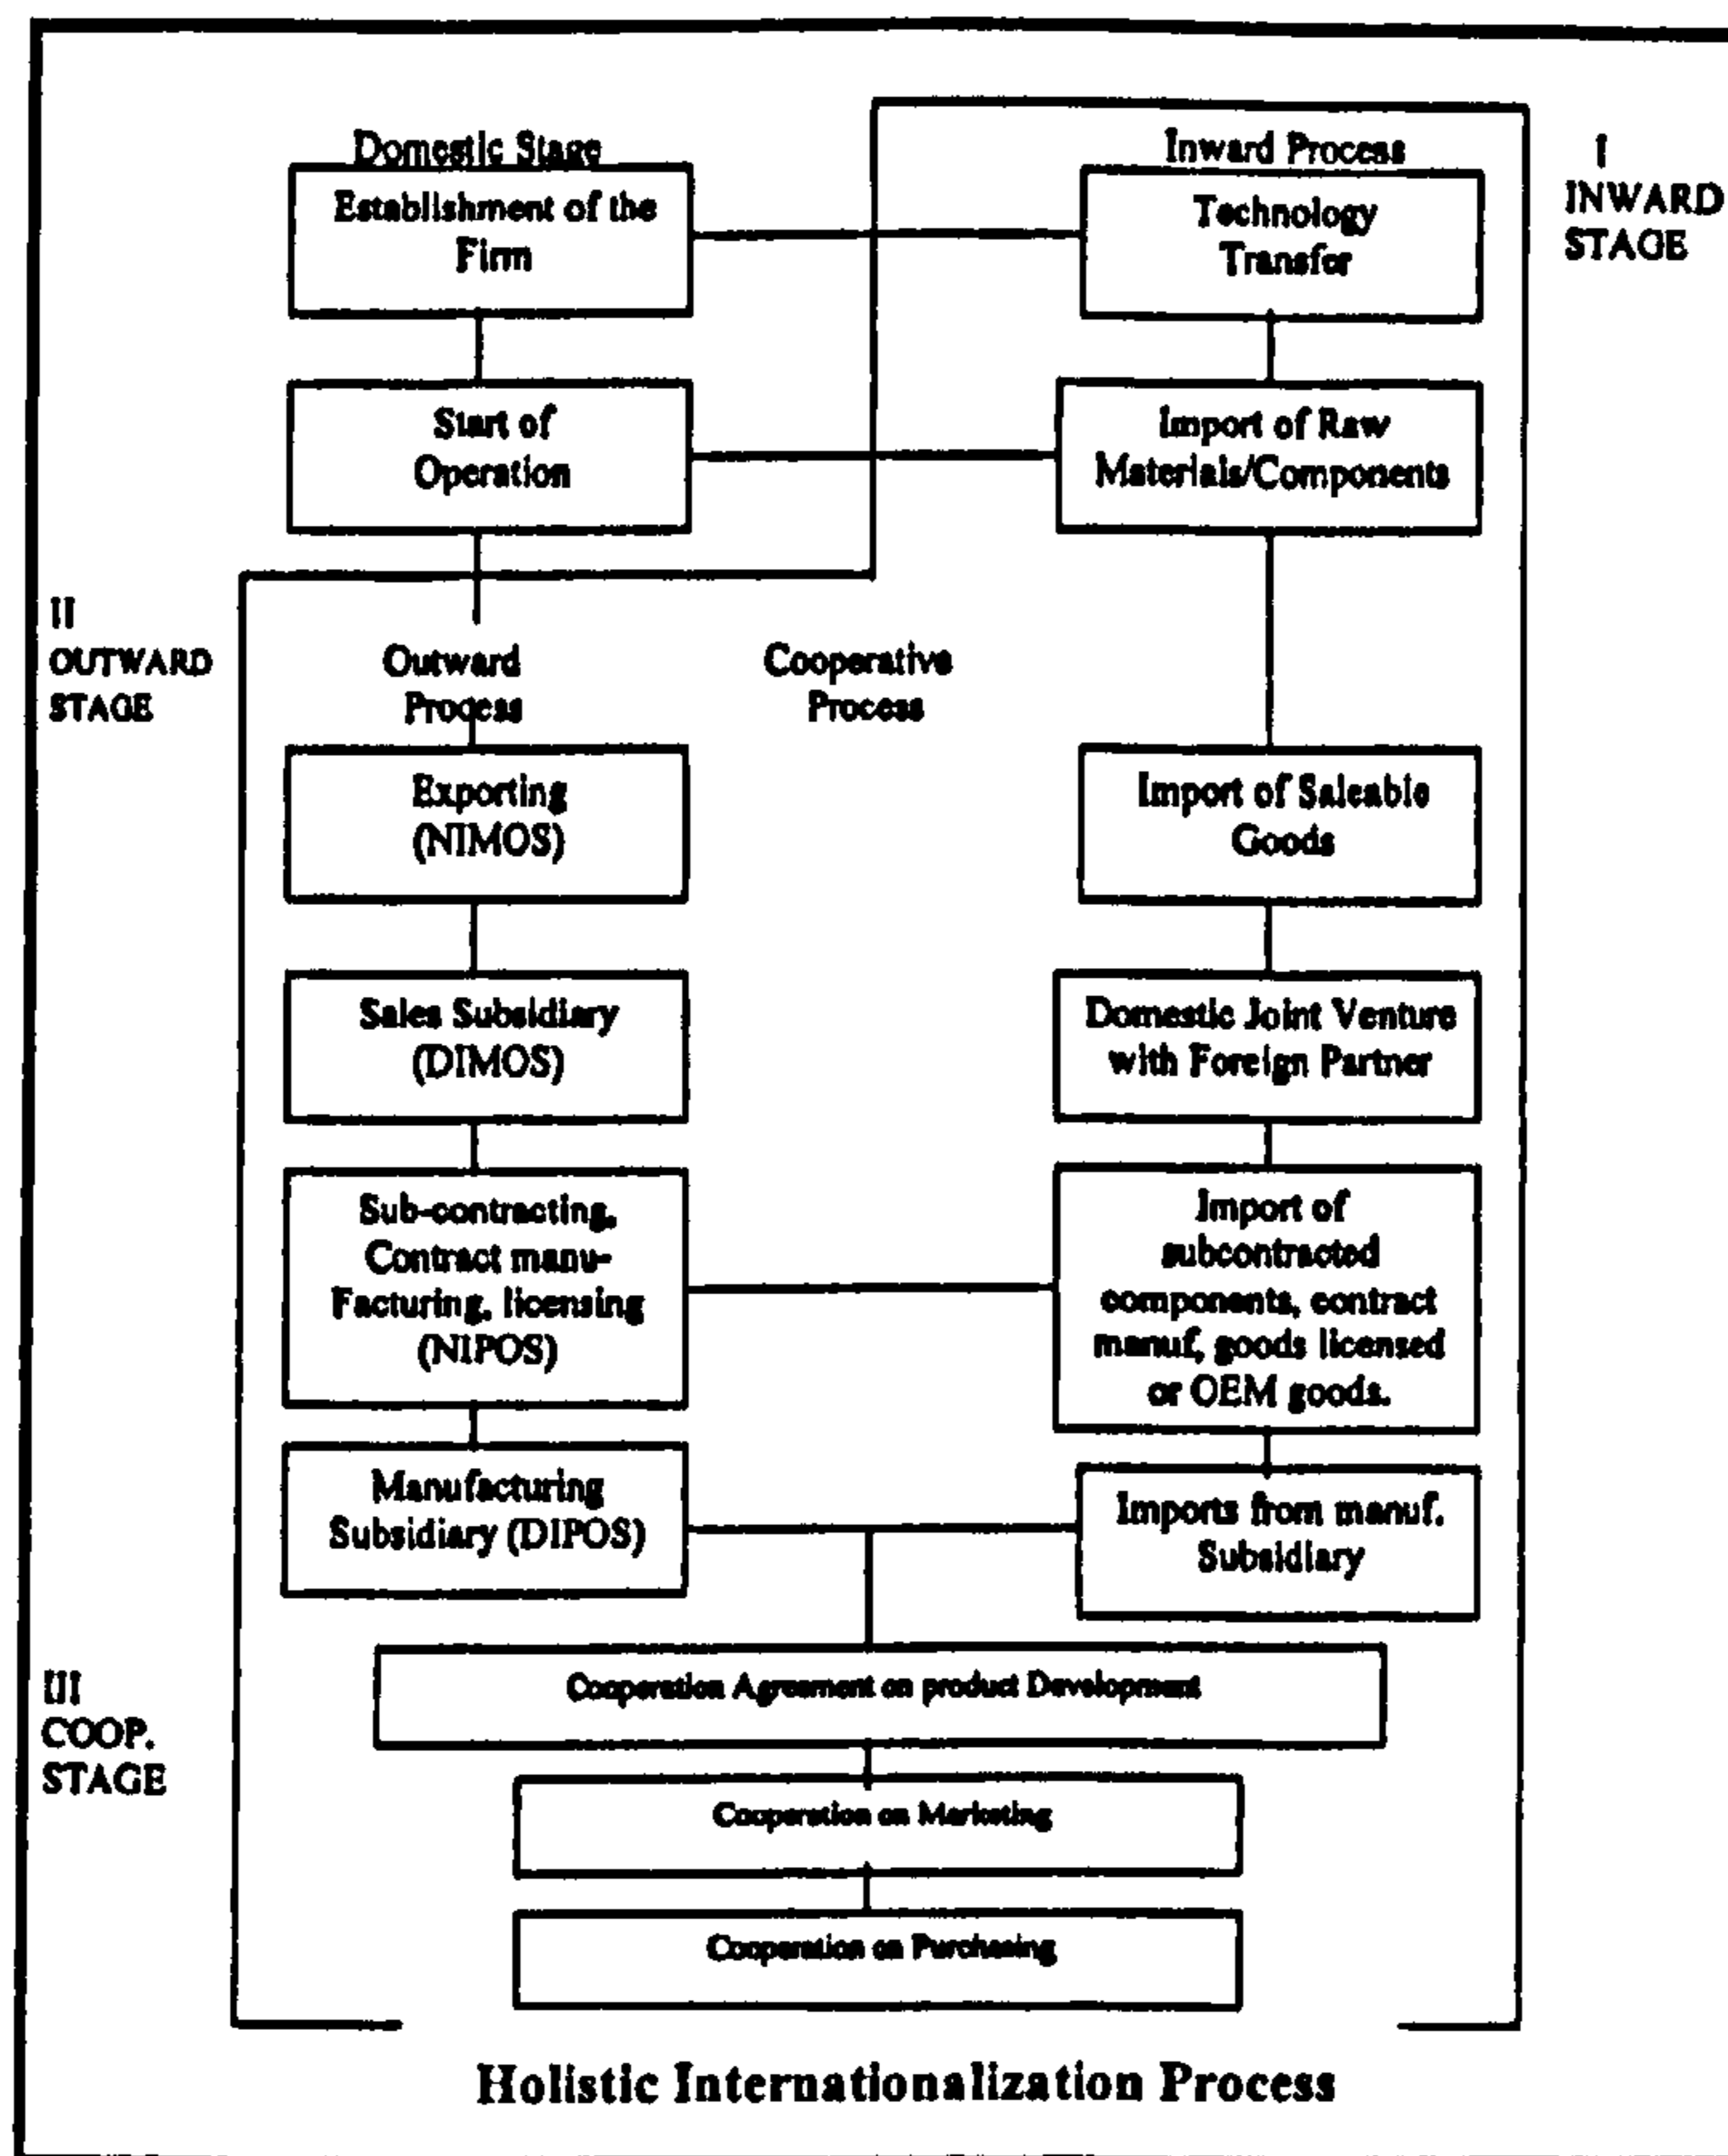 Domestic Stage
Establishment of the
Firm
Inward Process
Technology
Transfer
I
INWARD
STAGE
Start of
Operation
Import of Raw
Materials/Components
II
OUTWARD
STAGE
Outward
Process
Cooperative
Process
Exporting
(NIMOS)
Import of Saleable
Goods
Sales Subsidiary
(DIMOS)
Domestic Joint Venture
with Foreign Partner
Sub-contracting,
Contract manu-
Facturing, licensing
(NIPOS)
Import of
subcontracted
components, contract
manuf, goods licensed
or OEM goods.
Manufacturing
Subsidiary (DIPOS)
Imports from manuf.
Subsidiary
III
COOP.
STAGE
Cooperation Agreement on product Development
Cooperation on Marketing
Cooperation on Purchasing
Holistic Internationalization Process